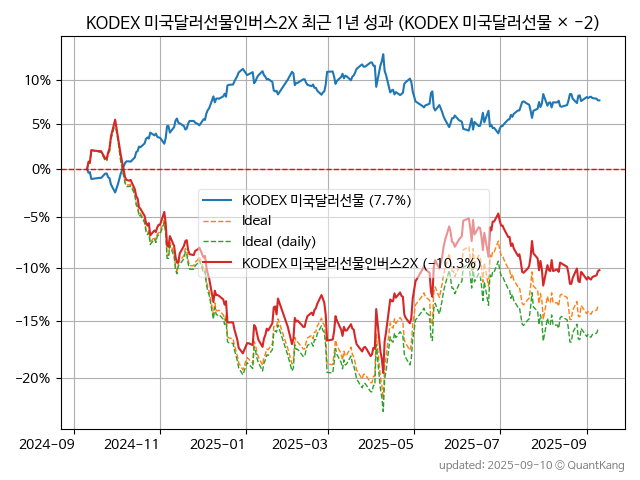 KODEX 미국달러선물인버스2X 최근 1년 성과 (KODEX 미국달러선물 × −2)
10%
5%
0%
−5%
−10%
−15%
−20%
KODEX 미국달러선물 (7.7%)
Ideal
Ideal (daily)
KODEX 미국달러선물인버스2X (−10.3%)
2024-09
2024-11
2025-01
2025-03
2025-05
2025-07
2025-09
updated: 2025-09-10 © QuantKang